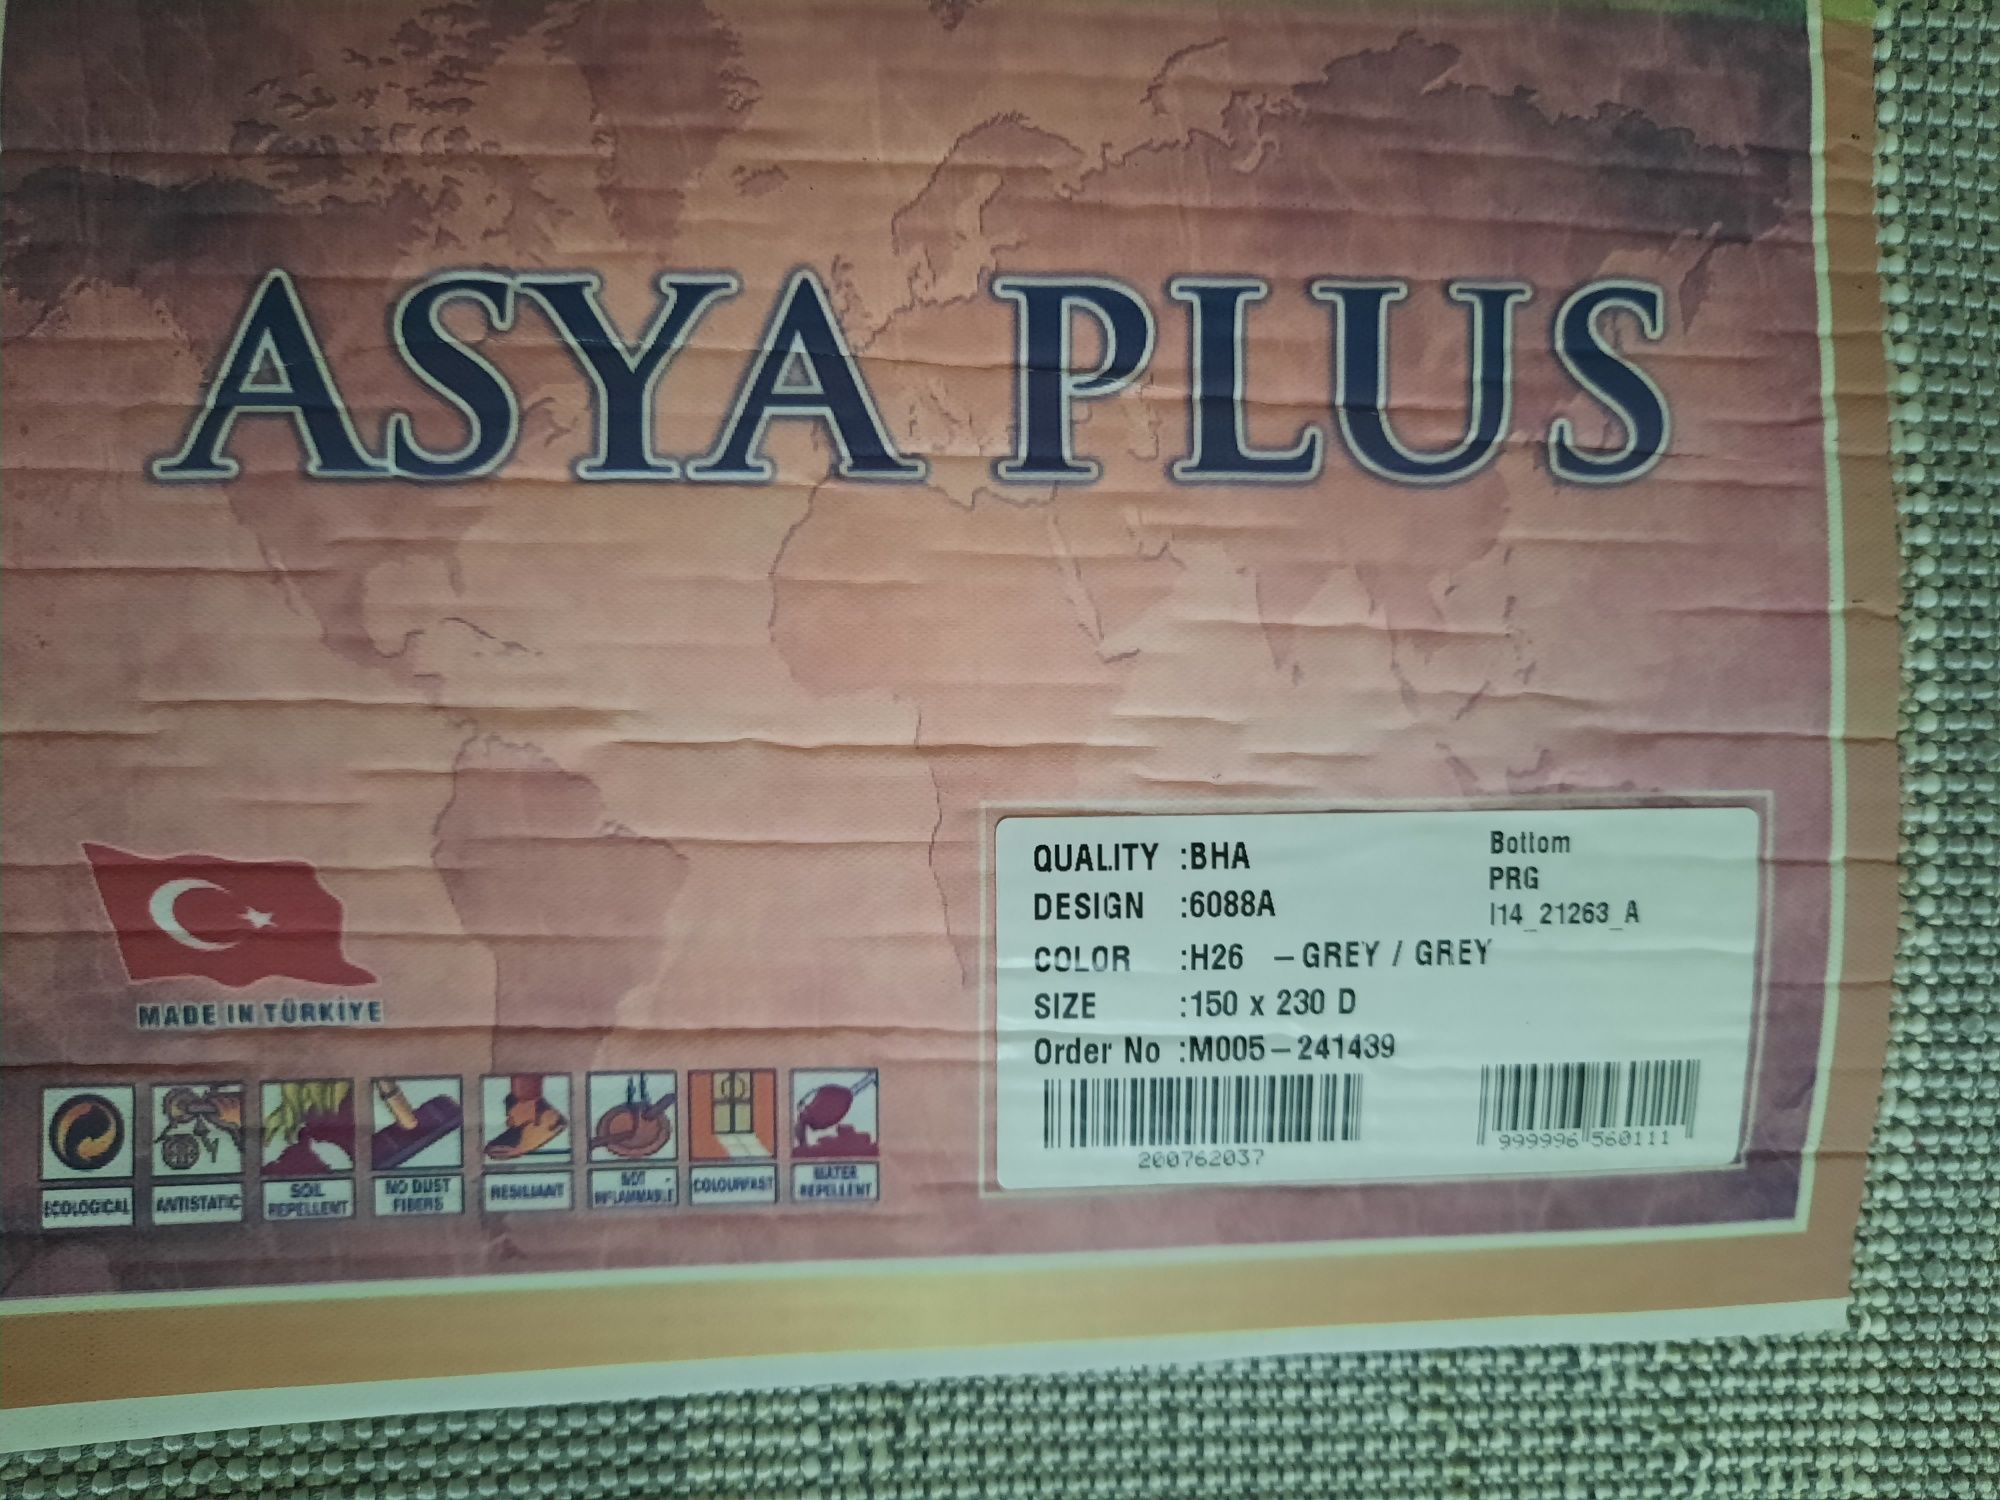 ASYA PLUS
QUALITY :BHA
DESIGN :6088A
COLOR :H26 - GREY / GREY
SIZE :150 x 230 D
Order No :M005-241439
Bottom
PRG
I14_21263_A
200762037
999996 560111
MADE IN TÜRKİYE
ECOLOGICAL
ANTISTATIC
SOIL
REPELLENT
NO DUST
FIBERS
RESILIANT
NOT
INFLAMMABLE
COLOURFAST
WATER
REPELLENT